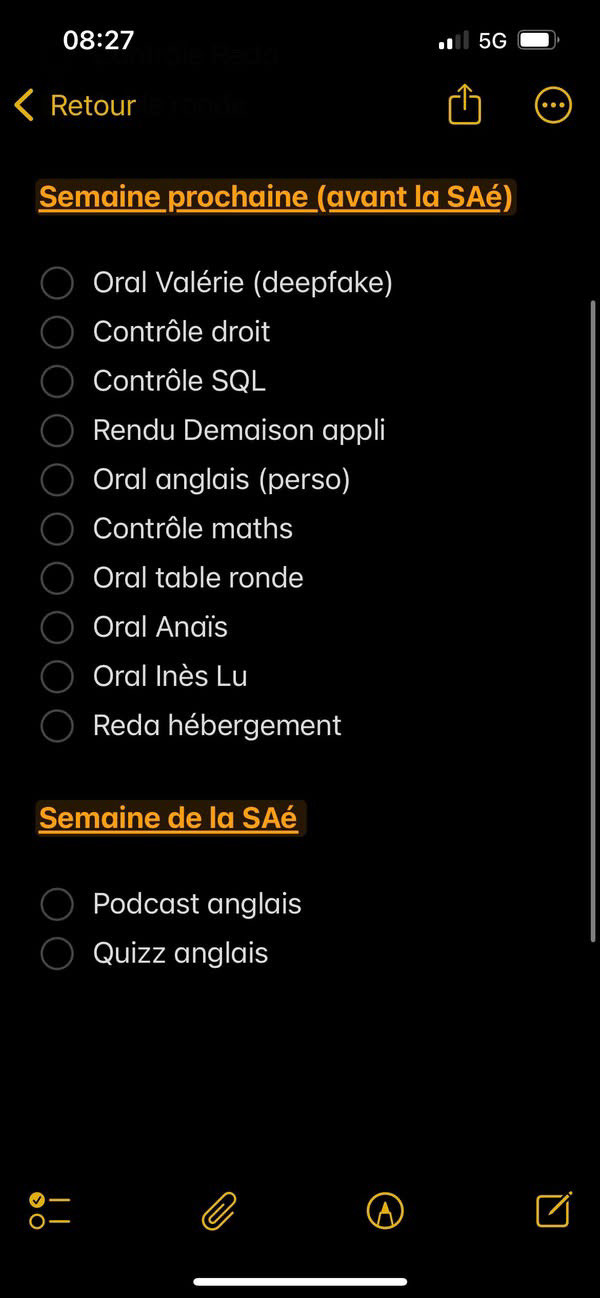 08:27
5G
Retour
Semaine prochaine (avant la SAé)
Oral Valérie (deepfake)
Contrôle droit
Contrôle SQL
Rendu Demaison appli
Oral anglais (perso)
Contrôle maths
Oral table ronde
Oral Anaïs
Oral Inès Lu
Reda hébergement
Semaine de la SAé
Podcast anglais
Quizz anglais